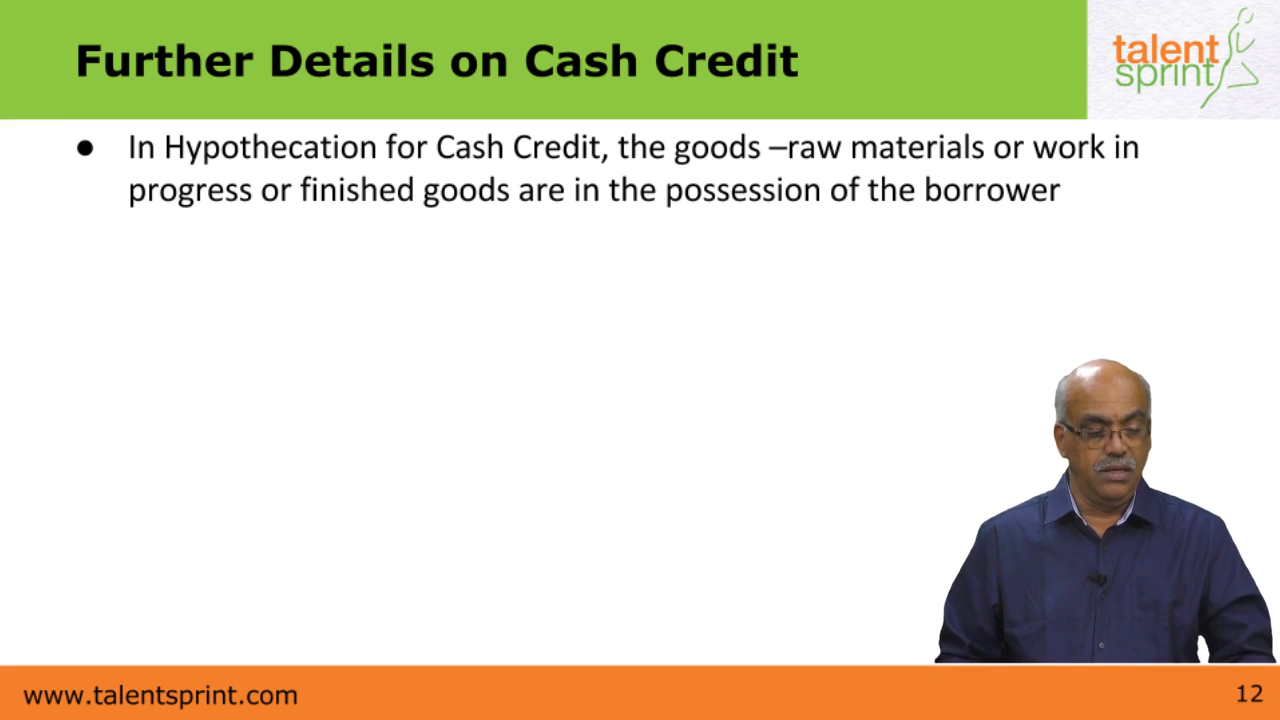 Further Details on Cash Credit
talent
sprint
● In Hypothecation for Cash Credit, the goods –raw materials or work in
progress or finished goods are in the possession of the borrower
www.talentsprint.com
12